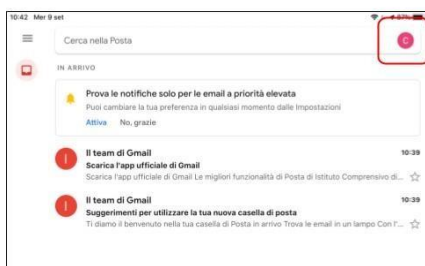 10:42 Mer 9 set
67%
Cerca nella Posta
C
IN ARRIVO
Prova le notifiche solo per le email a priorità elevata
Puoi cambiare la tua preferenza in qualsiasi momento dalle Impostazioni
Attiva No, grazie
I
Il team di Gmail 10:39
Scarica l'app ufficiale di Gmail
Scarica l'app ufficiale di Gmail Le migliori funzionalità di Posta di Istituto Comprensivo di...
I
Il team di Gmail 10:39
Suggerimenti per utilizzare la tua nuova casella di posta
Ti diamo il benvenuto nella tua casella di Posta in arrivo Trova le email in un lampo Con l'...